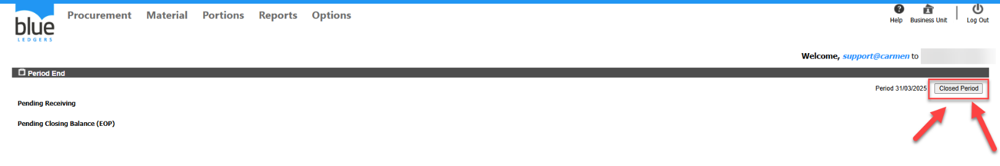 blue
LEDGERS
Procurement Material Portions Reports Options
Help Business Unit Log Out
Welcome, support@carmen to
Period End
Period 31/03/2025 Closed Period
Pending Receiving
Pending Closing Balance (EOP)